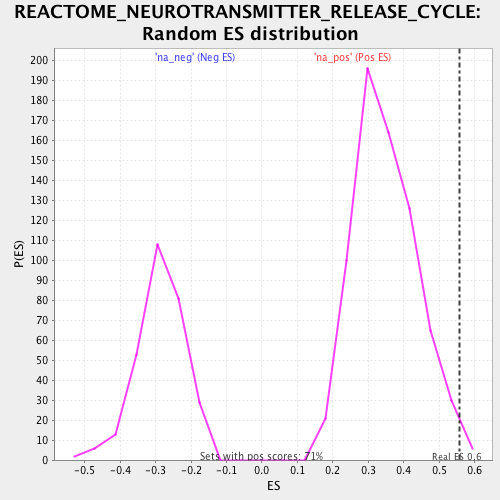 REACTOME_NEUROTRANSMITTER_RELEASE_CYCLE:
Random ES distribution
'na_neg' (Neg ES)
'na_pos' (Pos ES)
200
190
180
170
160
150
140
130
120
110
100
90
80
70
60
50
40
30
20
10
0
P(ES)
Sets with pos scores: 71%
Real ES 0.6
-0.5 -0.4 -0.3 -0.2 -0.1 0.0 0.1 0.2 0.3 0.4 0.5 0.6
ES